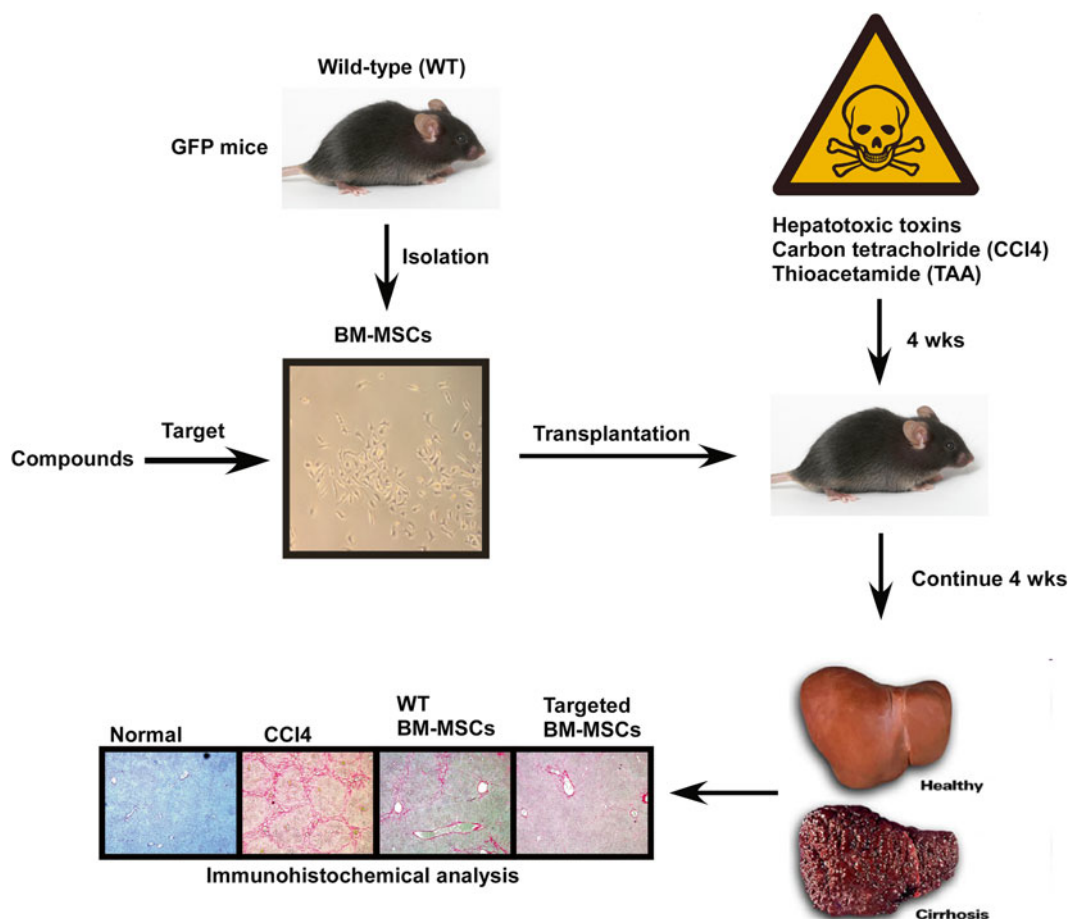 Wild-type (WT)
GFP mice
Isolation
BM-MSCs
Compounds
Target
Transplantation
Hepatotoxic toxins
Carbon tetracholride (CCl4)
Thioacetamide (TAA)
4 wks
Continue 4 wks
Healthy
Cirrhosis
Normal
CCl4
WT
BM-MSCs
Targeted
BM-MSCs
Immunohistochemical analysis